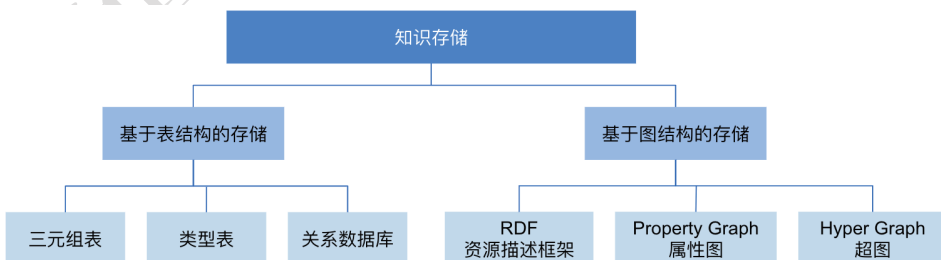 知识存储
基于表结构的存储
基于图结构的存储
三元组表
类型表
关系数据库
RDF
资源描述框架
Property Graph
属性图
Hyper Graph
超图